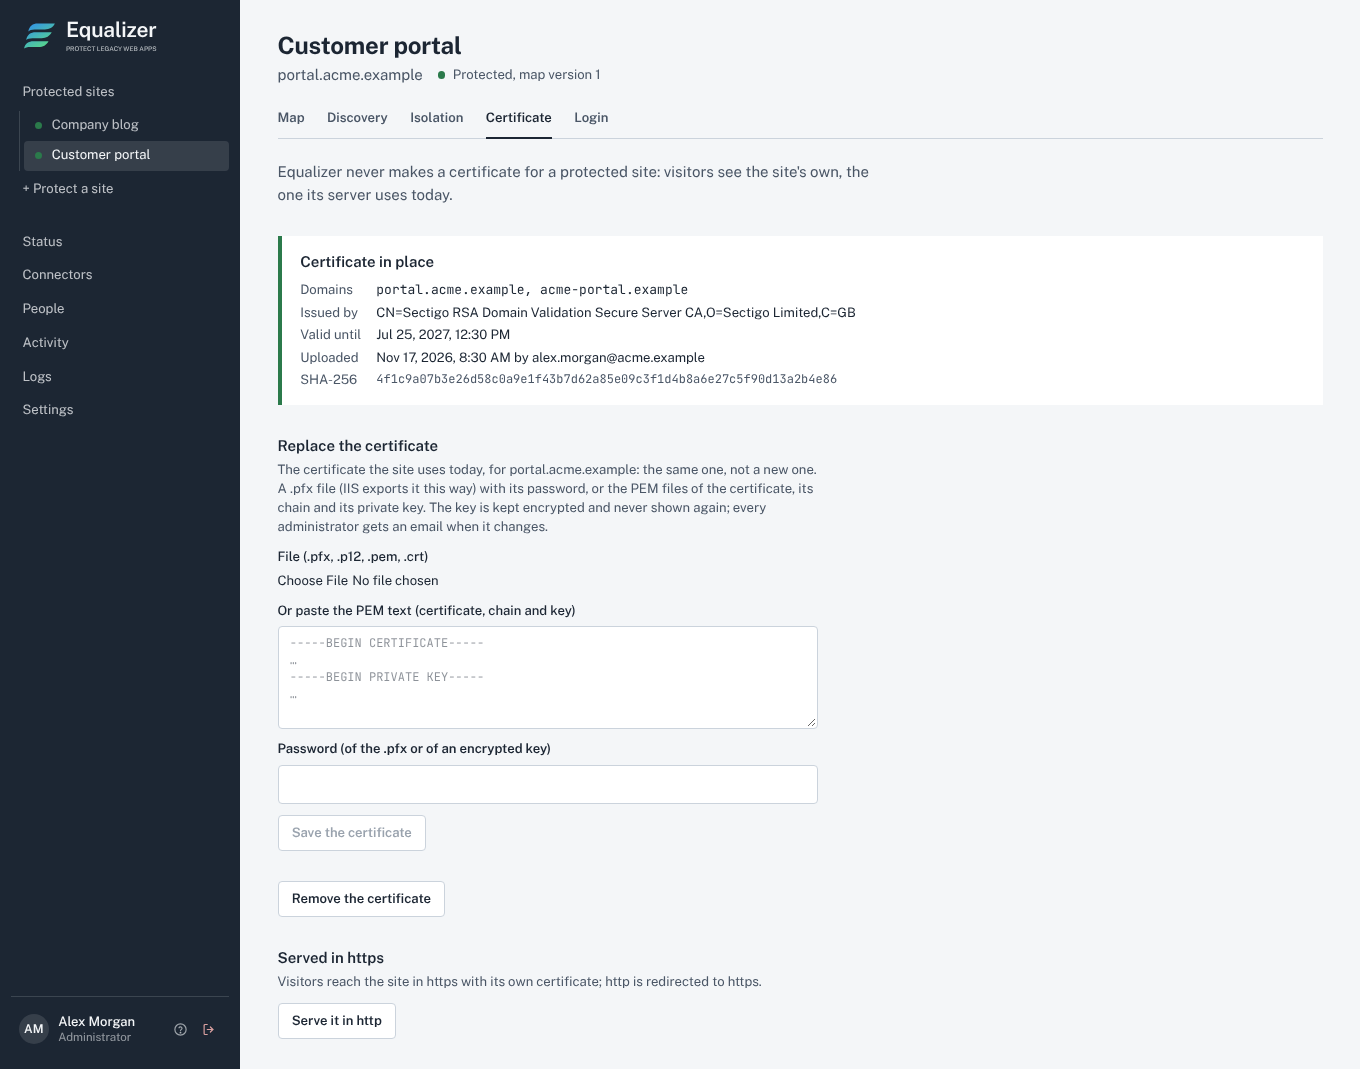 Equalizer
PROTECT LEGACY WEB APPS
Protected sites
Company blog
Customer portal
+ Protect a site
Status
Connectors
People
Activity
Logs
Settings
AM
Alex Morgan
Administrator
Customer portal
portal.acme.example
Protected, map version 1
Map
Discovery
Isolation
Certificate
Login
Equalizer never makes a certificate for a protected site: visitors see the site's own, the
one its server uses today.
Certificate in place
Domains portal.acme.example, acme-portal.example
Issued by CN=Sectigo RSA Domain Validation Secure Server CA,O=Sectigo Limited,C=GB
Valid until Jul 25, 2027, 12:30 PM
Uploaded Nov 17, 2026, 8:30 AM by alex.morgan@acme.example
SHA-256 4f1c9a07b3e26d58c0a9e1f43b7d62a85e09c3f1d4b8a6e27c5f90d13a2b4e86
Replace the certificate
The certificate the site uses today, for portal.acme.example: the same one, not a new one.
A .pfx file (IIS exports it this way) with its password, or the PEM files of the certificate, its
chain and its private key. The key is kept encrypted and never shown again; every
administrator gets an email when it changes.
File (.pfx, .p12, .pem, .crt)
Choose File No file chosen
Or paste the PEM text (certificate, chain and key)
-----BEGIN CERTIFICATE-----
…
-----BEGIN PRIVATE KEY-----
…
Password (of the .pfx or of an encrypted key)
Save the certificate
Remove the certificate
Served in https
Visitors reach the site in https with its own certificate; http is redirected to https.
Serve it in http